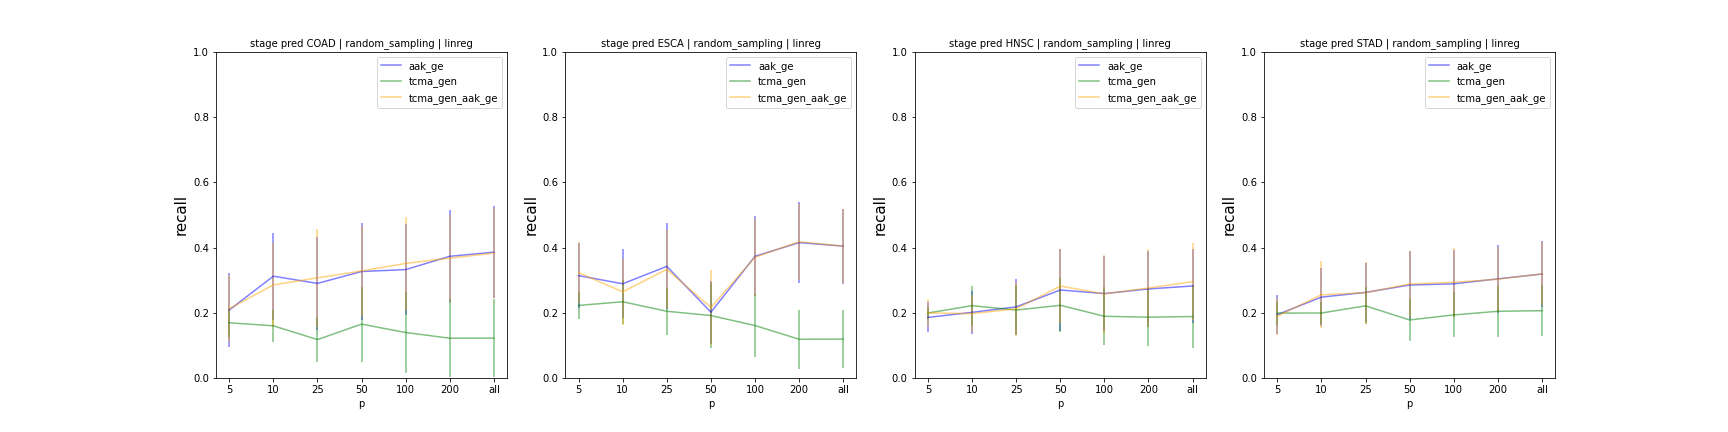 stage pred COAD | random_sampling | linreg
1.0
0.8
0.6
0.4
0.2
0.0
recall
aak_ge
tcma_gen
tcma_gen_aak_ge
5 10 25 50 100 200 all
p
stage pred ESCA | random_sampling | linreg
1.0
0.8
0.6
0.4
0.2
0.0
recall
aak_ge
tcma_gen
tcma_gen_aak_ge
5 10 25 50 100 200 all
p
stage pred HNSC | random_sampling | linreg
1.0
0.8
0.6
0.4
0.2
0.0
recall
aak_ge
tcma_gen
tcma_gen_aak_ge
5 10 25 50 100 200 all
p
stage pred STAD | random_sampling | linreg
1.0
0.8
0.6
0.4
0.2
0.0
recall
aak_ge
tcma_gen
tcma_gen_aak_ge
5 10 25 50 100 200 all
p